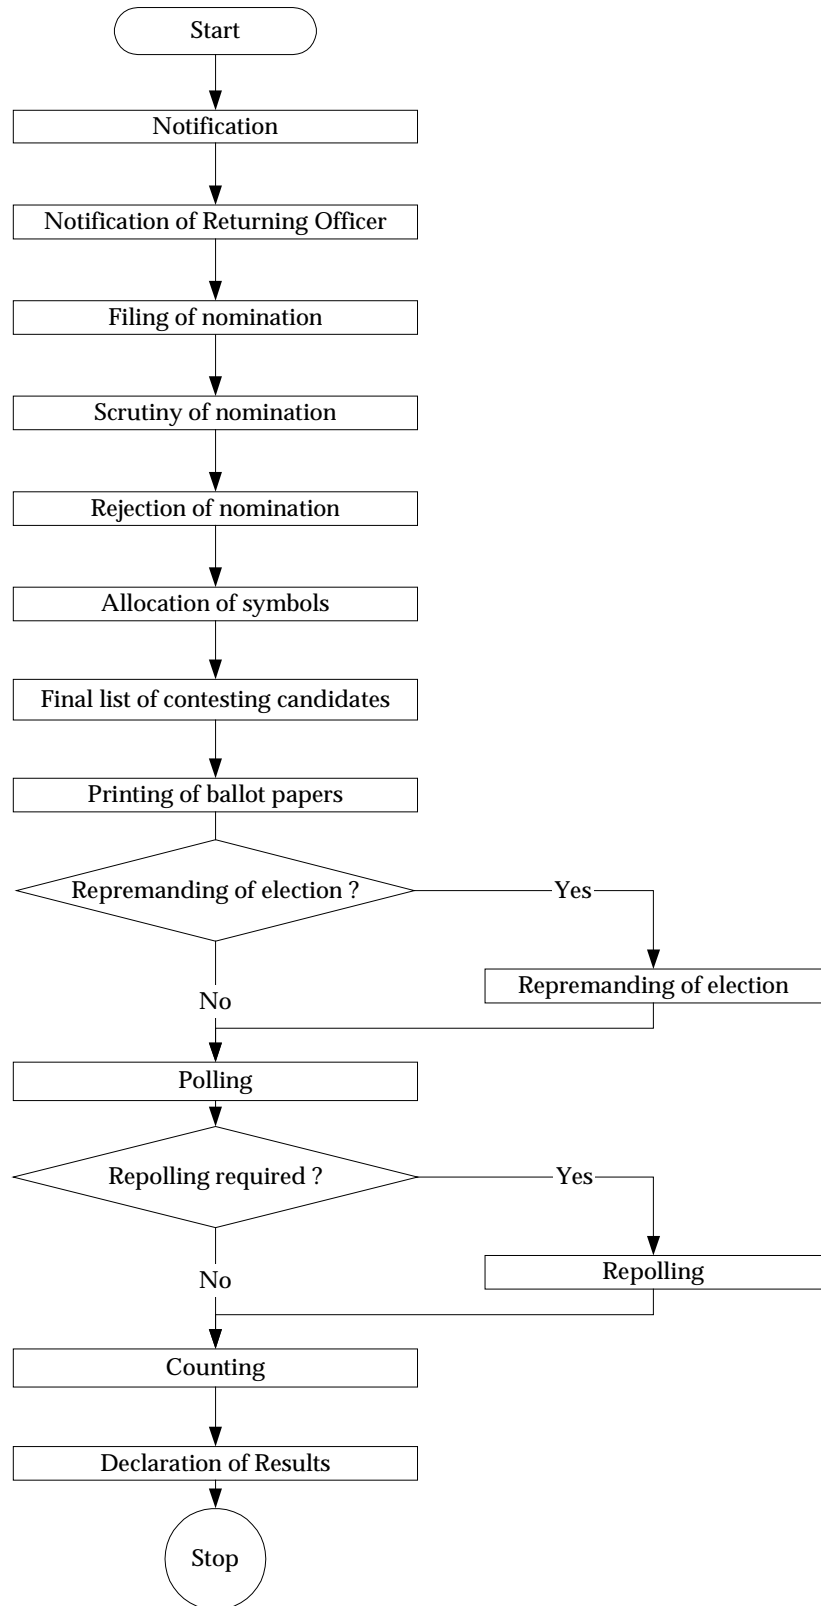 Start
Notification
Notification of Returning Officer
Filing of nomination
Scrutiny of nomination
Rejection of nomination
Allocation of symbols
Final list of contesting candidates
Printing of ballot papers
Repremanding of election ?
Yes
Repremanding of election
No
Polling
Repolling required ?
Yes
Repolling
No
Counting
Declaration of Results
Stop